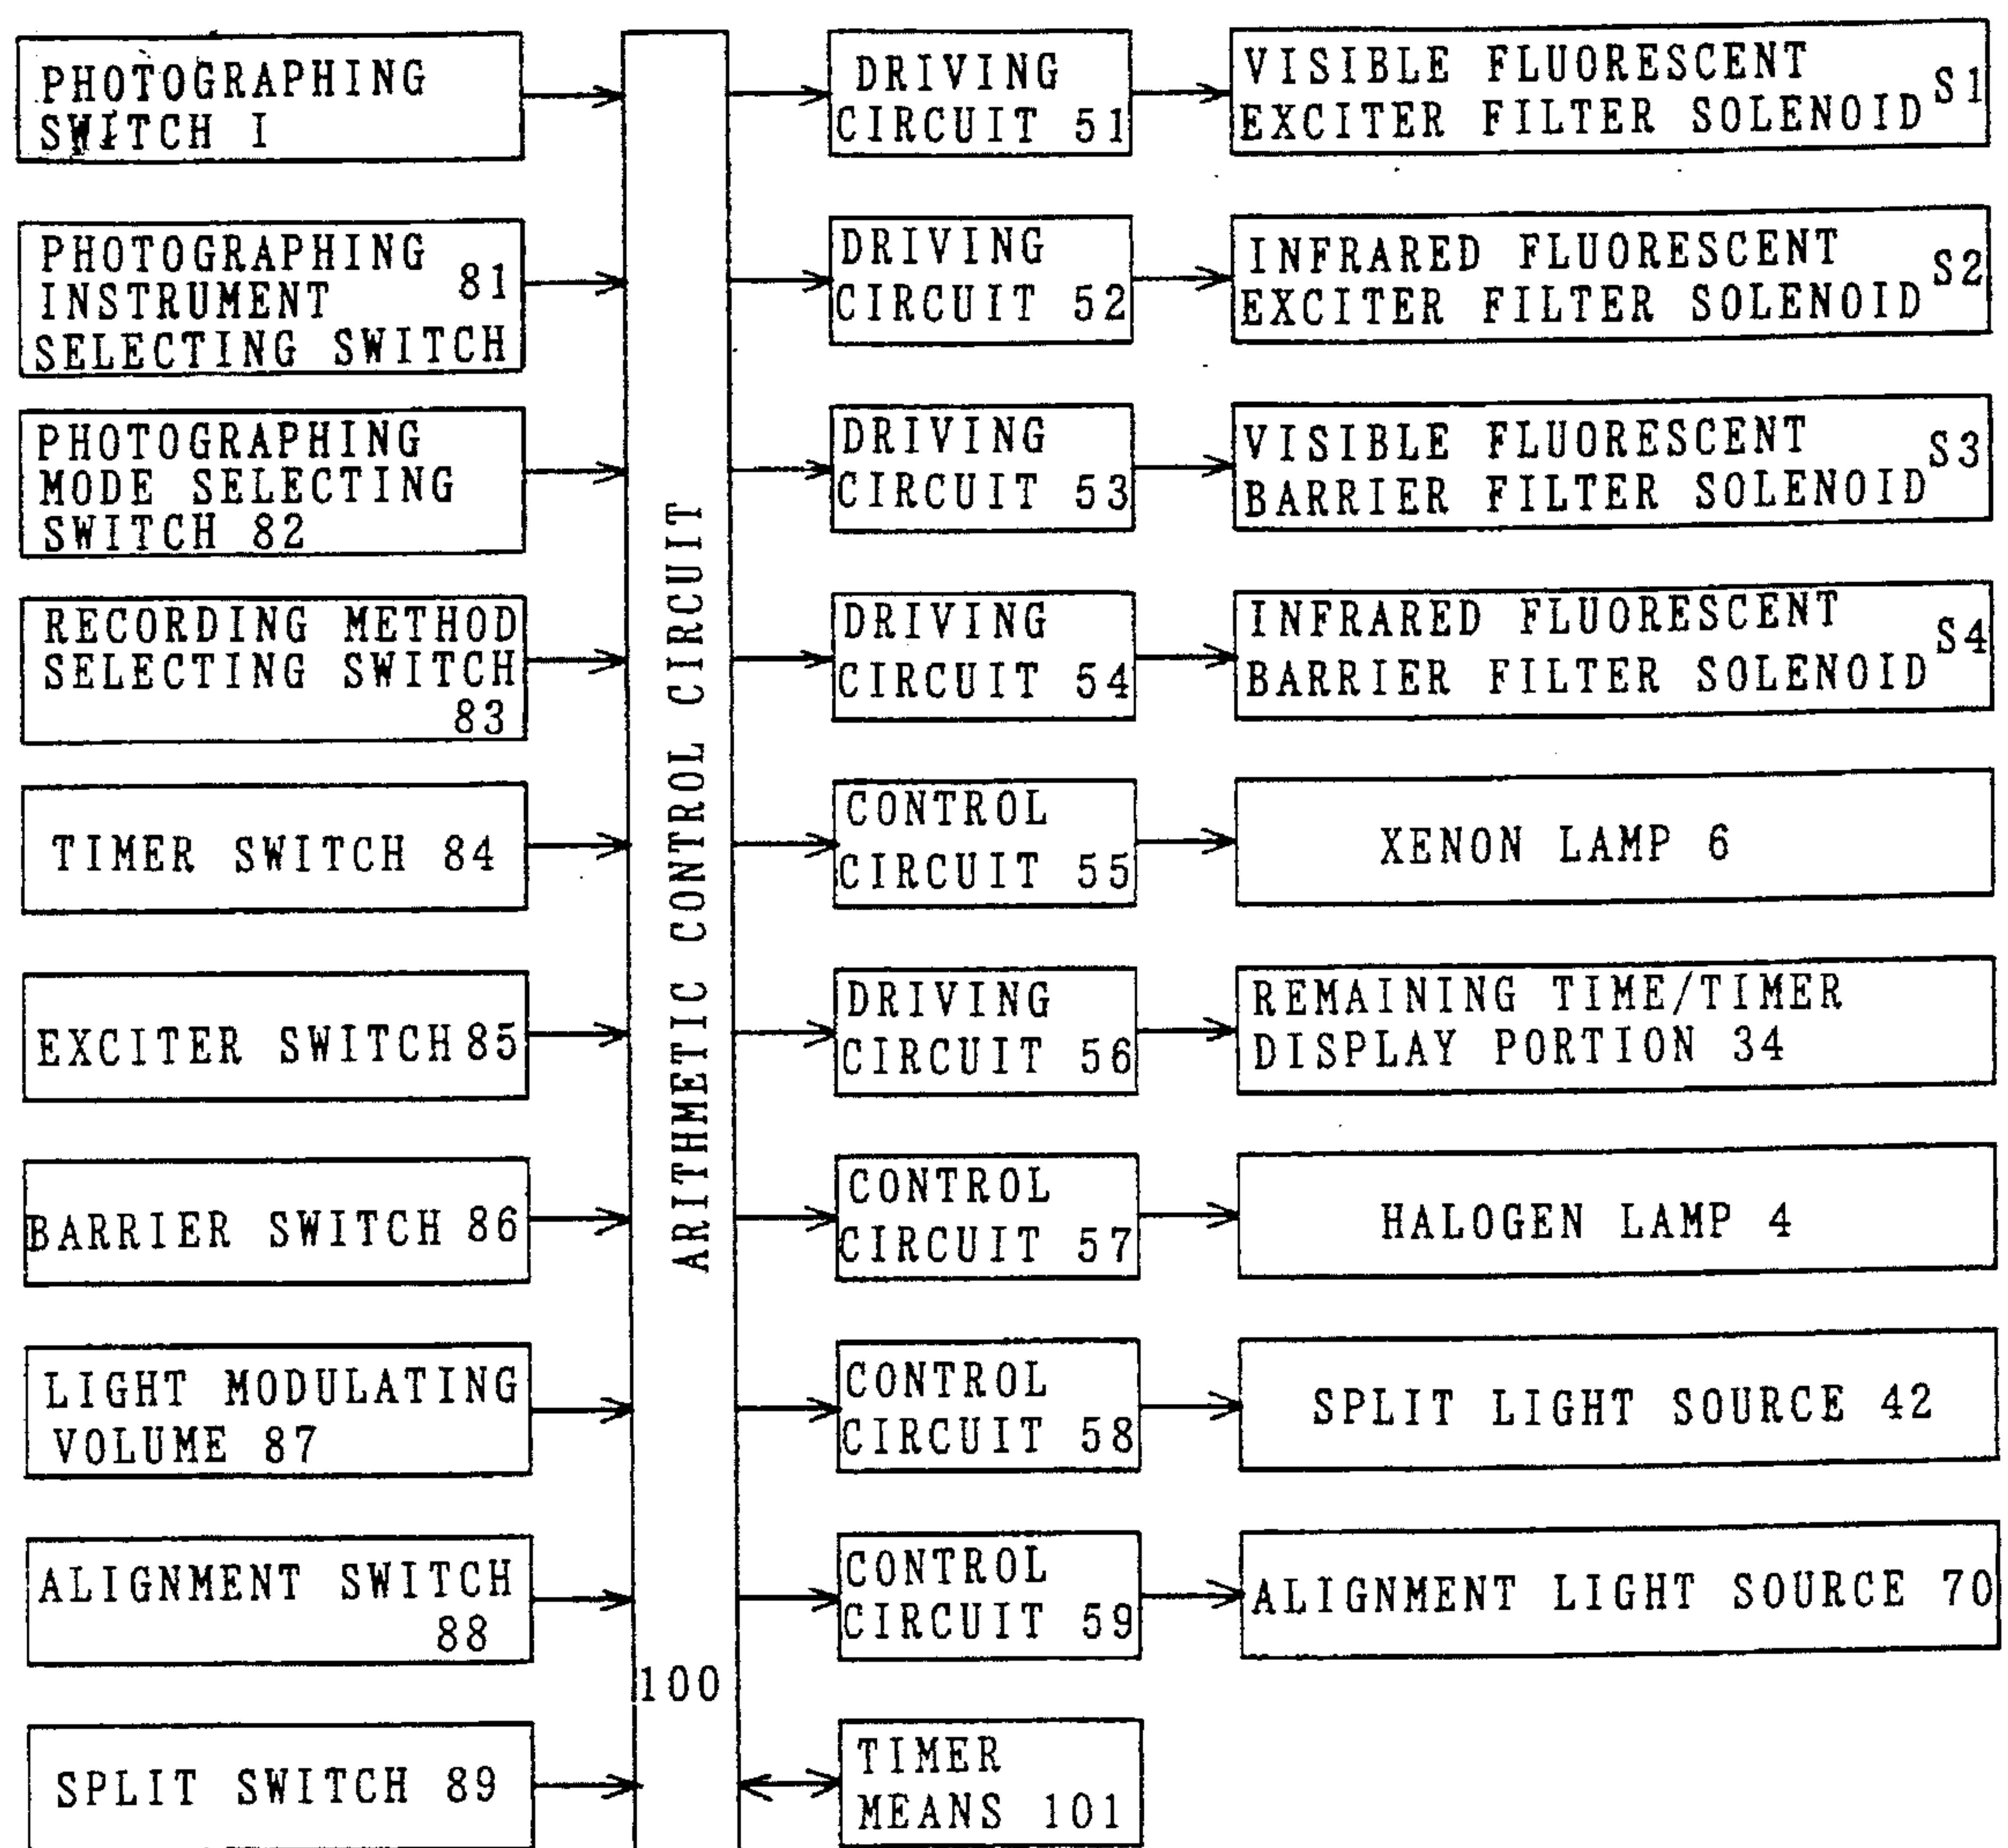 PHOTOGRAPHING
SWITCH I
PHOTOGRAPHING
INSTRUMENT 81
SELECTING SWITCH
PHOTOGRAPHING
MODE SELECTING
SWITCH 82
RECORDING METHOD
SELECTING SWITCH
83
TIMER SWITCH 84
EXCITER SWITCH 85
BARRIER SWITCH 86
LIGHT MODULATING
VOLUME 87
ALIGNMENT SWITCH
88
SPLIT SWITCH 89
ARITHMETIC CONTROL CIRCUIT
100
DRIVING
CIRCUIT 51
DRIVING
CIRCUIT 52
DRIVING
CIRCUIT 53
DRIVING
CIRCUIT 54
CONTROL
CIRCUIT 55
DRIVING
CIRCUIT 56
CONTROL
CIRCUIT 57
CONTROL
CIRCUIT 58
CONTROL
CIRCUIT 59
TIMER
MEANS 101
VISIBLE FLUORESCENT
EXCITER FILTER SOLENOID S1
INFRARED FLUORESCENT
EXCITER FILTER SOLENOID S2
VISIBLE FLUORESCENT
BARRIER FILTER SOLENOID S3
INFRARED FLUORESCENT
BARRIER FILTER SOLENOID S4
XENON LAMP 6
REMAINING TIME/TIMER
DISPLAY PORTION 34
HALOGEN LAMP 4
SPLIT LIGHT SOURCE 42
ALIGNMENT LIGHT SOURCE 70